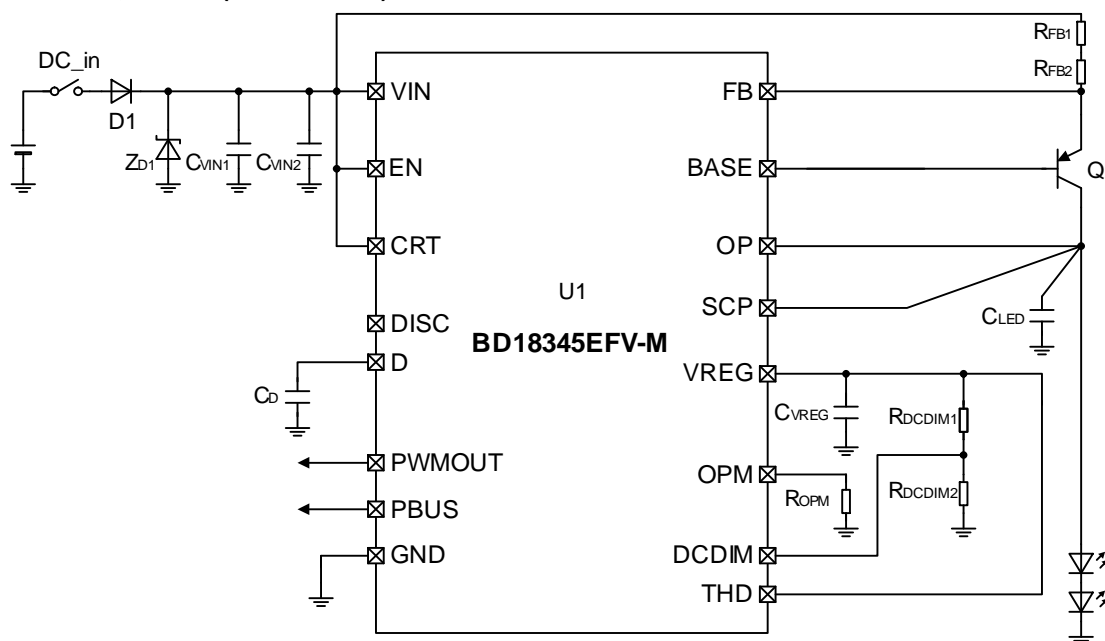 DC_in
D1
ZD1
CVIN1
CVIN2
VIN
EN
CRT
DISC
D
CD
PWMOUT
PBUS
GND
U1
BD18345EFV-M
FB
BASE
OP
SCP
VREG
OPM
DCDIM
THD
RFB1
RFB2
Q
CLED
CVREG
RDCDIM1
RDCDIM2
ROPM